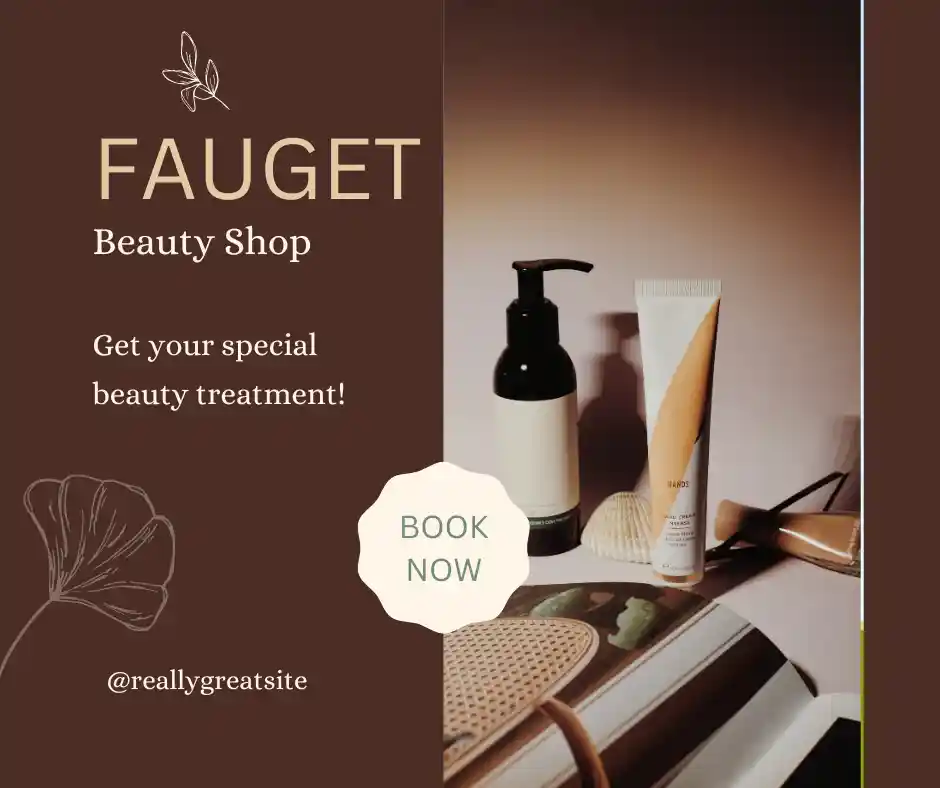 FAUGET
Beauty Shop
Get your special
beauty treatment!
BOOK
NOW
@reallygreatsite
HANDS